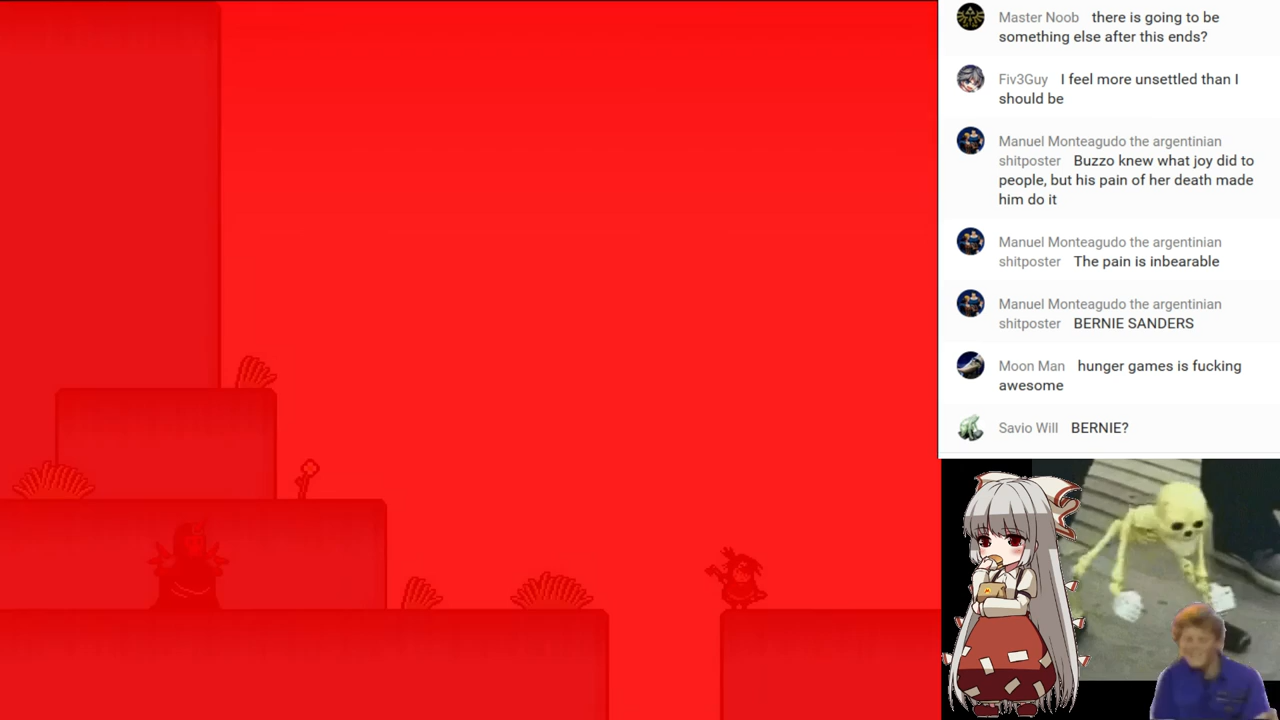 Master Noob there is going to be
something else after this ends?
Fiv3Guy I feel more unsettled than I
should be
Manuel Monteagudo the argentinian
shitposter Buzzo knew what joy did to
people, but his pain of her death made
him do it
Manuel Monteagudo the argentinian
shitposter The pain is inbearable
Manuel Monteagudo the argentinian
shitposter BERNIE SANDERS
Moon Man hunger games is fucking
awesome
Savio Will BERNIE?